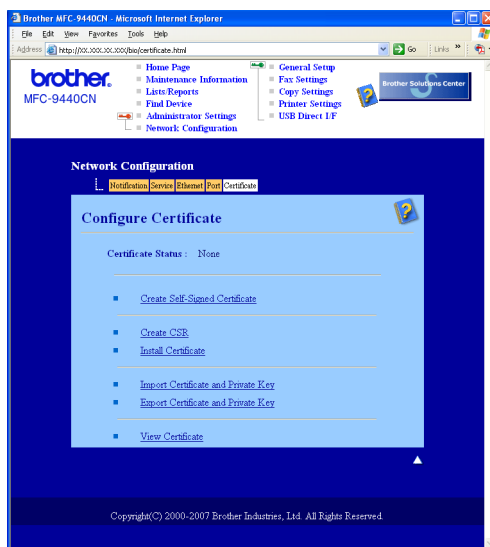 Brother MFC-9440CN - Microsoft Internet Explorer
File Edit View Favorites Tools Help
Address http://XX.XXX.XX.XXX/bio/certificate.html Go Links »
brother.
MFC-9440CN
Home Page
Maintenance Information
Lists/Reports
Find Device
Administrator Settings
Network Configuration
General Setup
Fax Settings
Copy Settings
Printer Settings
USB Direct I/F
Brother Solutions Center
Network Configuration
Notification Service Ethernet Port Certificate
Configure Certificate
Certificate Status : None
Create Self-Signed Certificate
Create CSR
Install Certificate
Import Certificate and Private Key
Export Certificate and Private Key
View Certificate
Copyright(C) 2000-2007 Brother Industries, Ltd. All Rights Reserved.